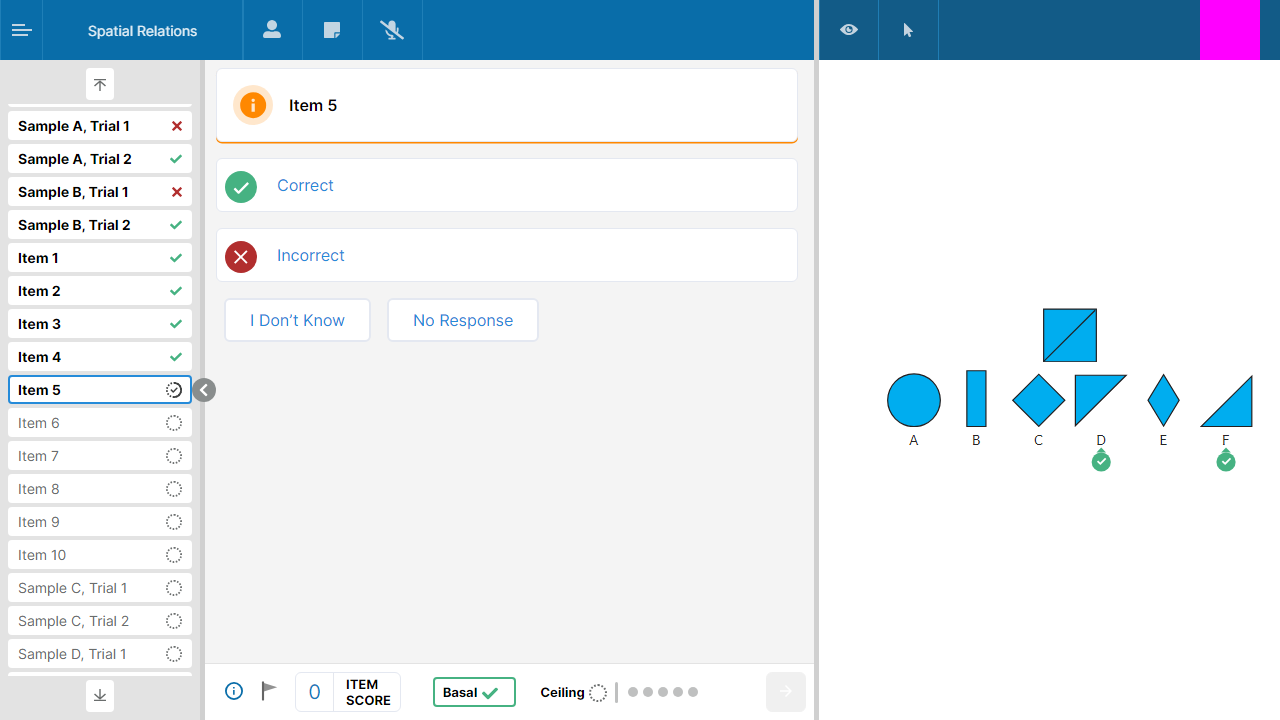 Spatial Relations
Sample A, Trial 1
Sample A, Trial 2
Sample B, Trial 1
Sample B, Trial 2
Item 1
Item 2
Item 3
Item 4
Item 5
Item 6
Item 7
Item 8
Item 9
Item 10
Sample C, Trial 1
Sample C, Trial 2
Sample D, Trial 1
Item 5
Correct
Incorrect
I Don’t Know
No Response
0
ITEM
SCORE
Basal
Ceiling
A B C D E F